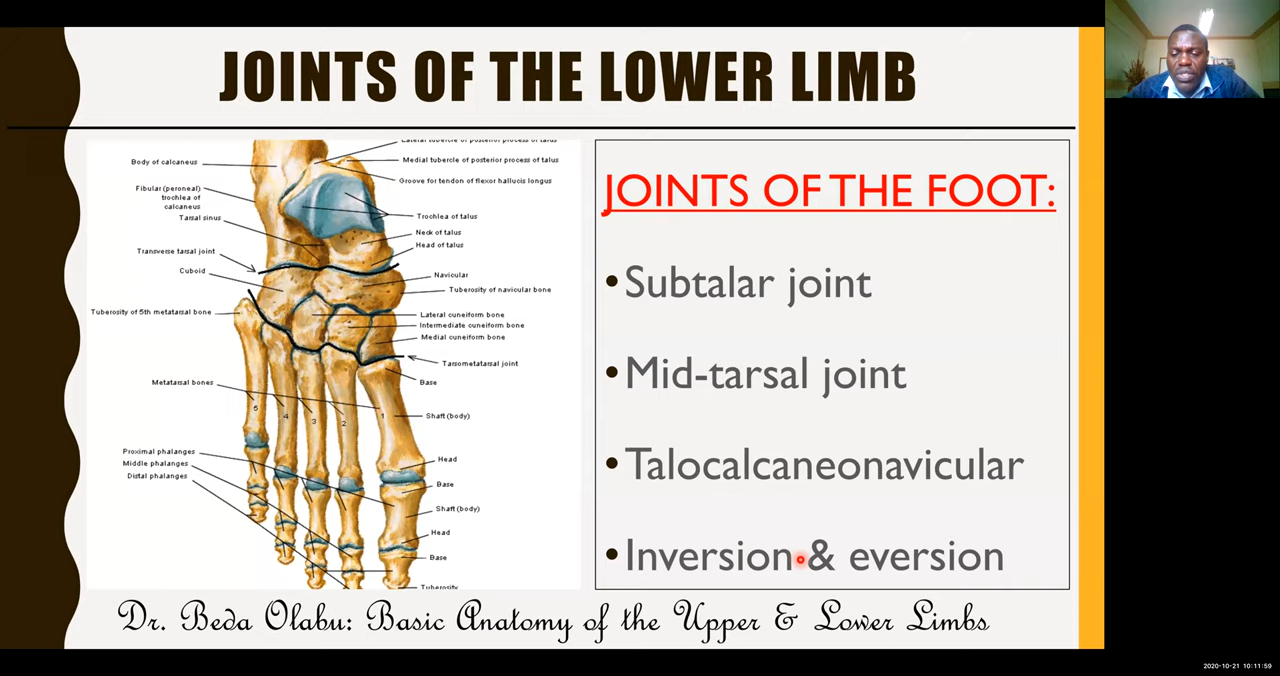 JOINTS OF THE LOWER LIMB
Lateral tubercle of posterior process of talus
Body of calcaneus
Medial tubercle of posterior process of talus
Groove for tendon of flexor hallucis longus
Fibular (peroneal)
trochlea of
calcaneus
Tarsal sinus
Trochlea of talus
Neck of talus
Head of talus
Transverse tarsal joint
Cuboid
Navicular
Tuberosity of navicular bone
Tuberosity of 5th metatarsal bone
Lateral cuneiform bone
Intermediate cuneiform bone
Medial cuneiform bone
Tarsometatarsal joint
Metatarsal bones
Base
5 4 3 2 1
Shaft (body)
Proximal phalanges
Middle phalanges
Distal phalanges
Head
Base
Shaft (body)
Head
Base
Tuberosity
JOINTS OF THE FOOT:
•Subtalar joint
•Mid-tarsal joint
•Talocalcaneonavicular
•Inversion & eversion
Dr. Beda Olabu: Basic Anatomy of the Upper & Lower Limbs
2020-10-21 10:11:59